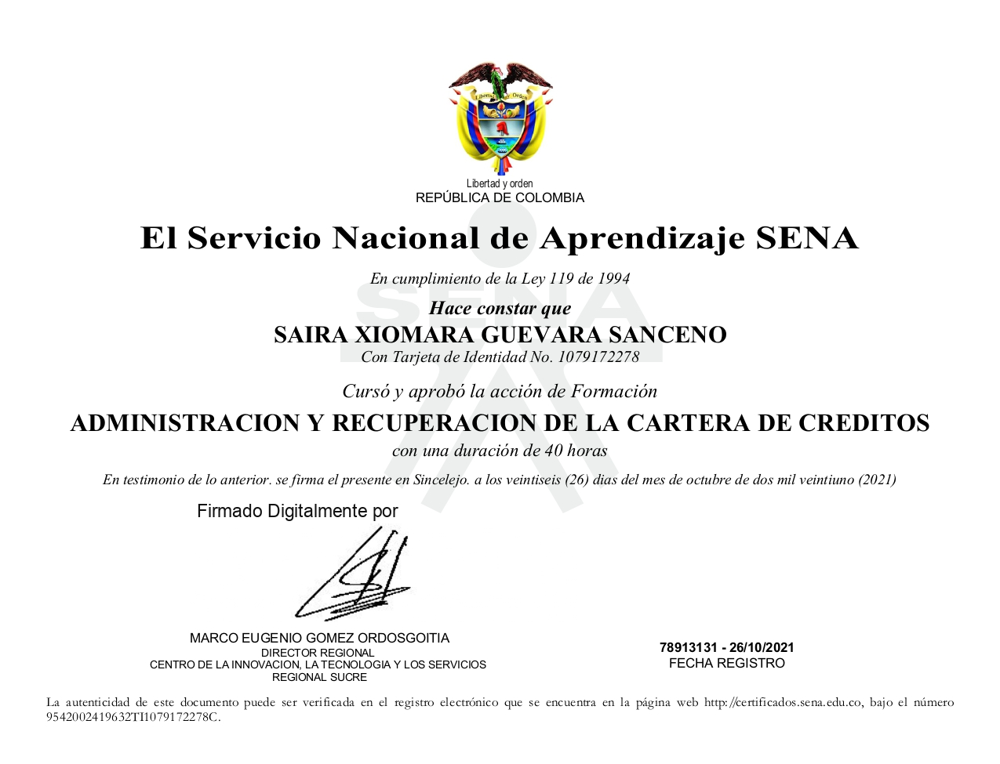 Libertad y Orden
Libertad y orden
REPÚBLICA DE COLOMBIA
El Servicio Nacional de Aprendizaje SENA
En cumplimiento de la Ley 119 de 1994
SENA
Hace constar que
SAIRA XIOMARA GUEVARA SANCENO
Con Tarjeta de Identidad No. 1079172278
Cursó y aprobó la acción de Formación
ADMINISTRACION Y RECUPERACION DE LA CARTERA DE CREDITOS
con una duración de 40 horas
En testimonio de lo anterior. se firma el presente en Sincelejo. a los veintiseis (26) dias del mes de octubre de dos mil veintiuno (2021)
Firmado Digitalmente por
MARCO EUGENIO GOMEZ ORDOSGOITIA
DIRECTOR REGIONAL
CENTRO DE LA INNOVACION, LA TECNOLOGIA Y LOS SERVICIOS
REGIONAL SUCRE
78913131 - 26/10/2021
FECHA REGISTRO
La autenticidad de este documento puede ser verificada en el registro electrónico que se encuentra en la página web http://certificados.sena.edu.co, bajo el número
9542002419632TI1079172278C.